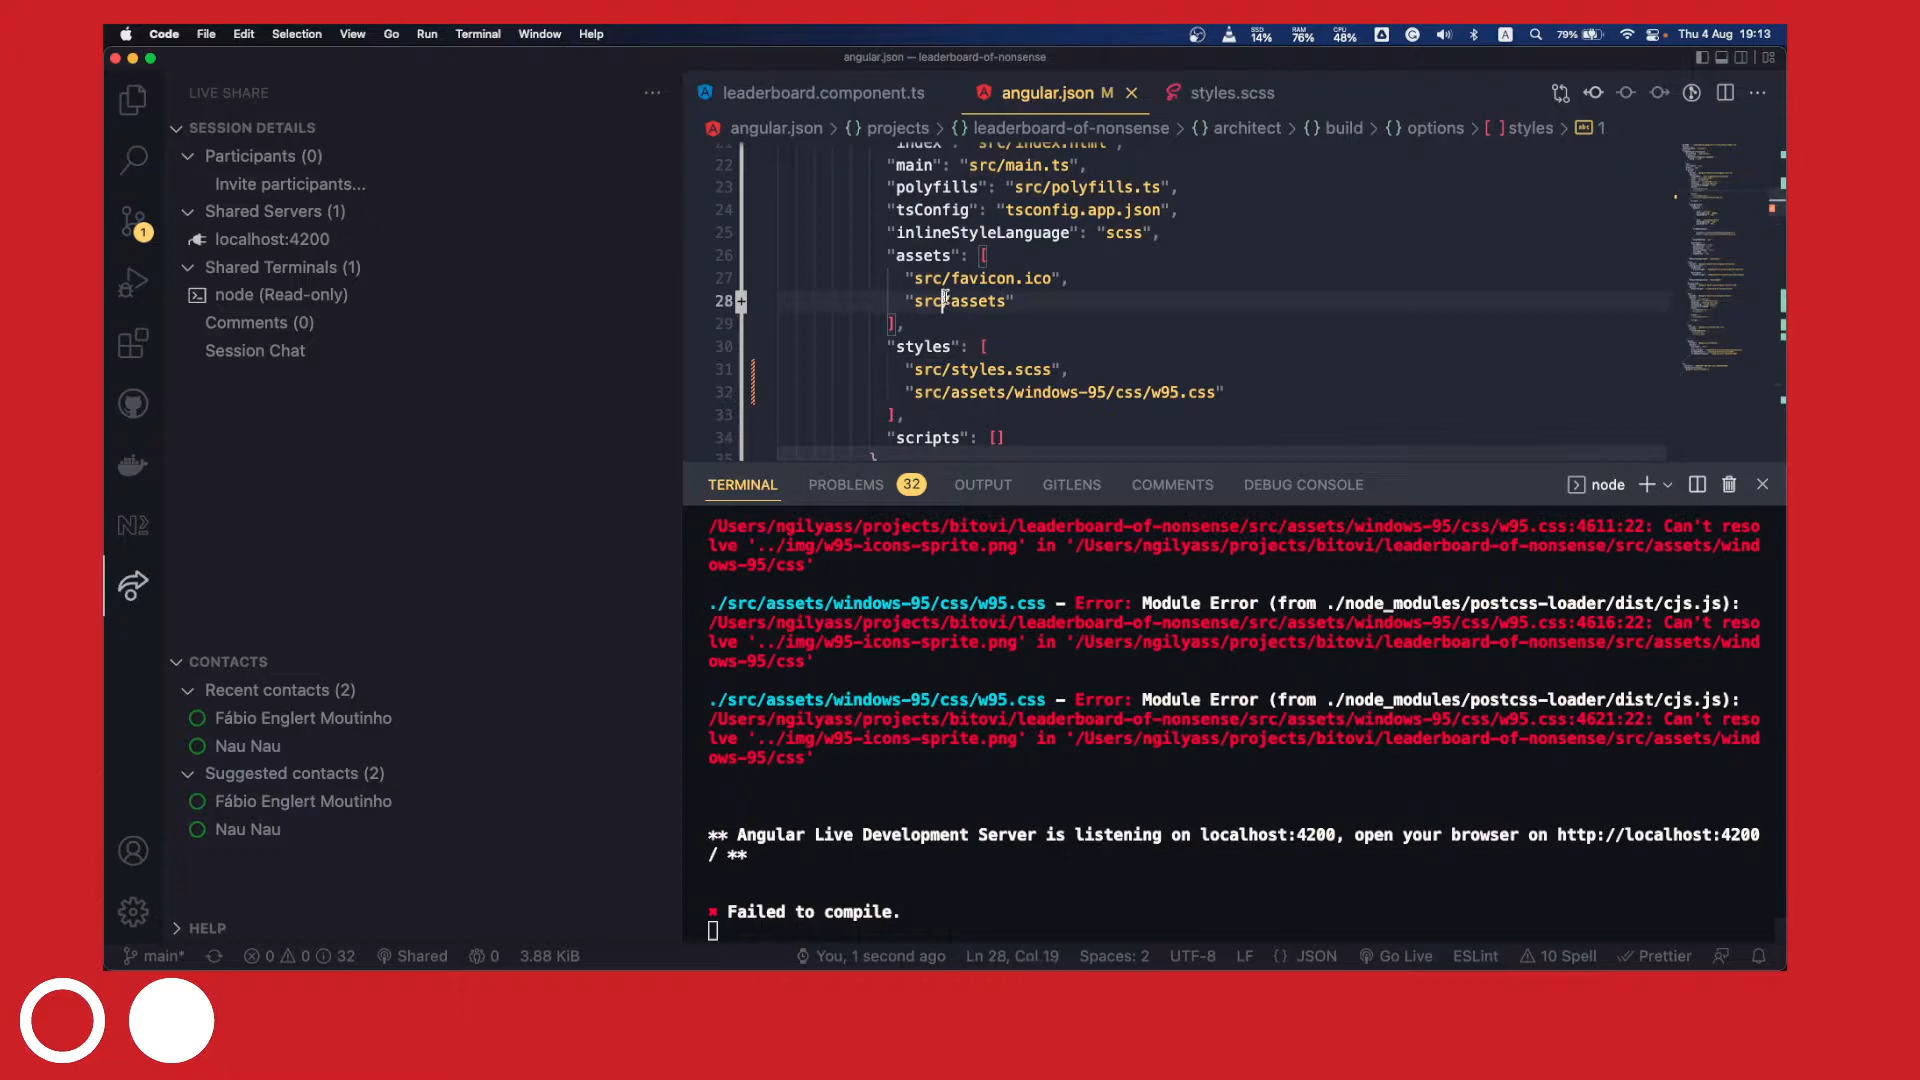 Code File Edit Selection View Go Run Terminal Window Help
SSD 14% RAM 76% CPU 48% A 79% Thu 4 Aug 19:13
angular.json — leaderboard-of-nonsense
LIVE SHARE
SESSION DETAILS
Participants (0)
Invite participants...
Shared Servers (1)
localhost:4200
Shared Terminals (1)
node (Read-only)
Comments (0)
Session Chat
1
CONTACTS
Recent contacts (2)
Fábio Englert Moutinho
Nau Nau
Suggested contacts (2)
Fábio Englert Moutinho
Nau Nau
HELP
leaderboard.component.ts angular.json M styles.scss
angular.json > {} projects > {} leaderboard-of-nonsense > {} architect > {} build > {} options > [ ] styles > abc 1
"index": "src/index.html",
22 "main": "src/main.ts",
23 "polyfills": "src/polyfills.ts",
24 "tsConfig": "tsconfig.app.json",
25 "inlineStyleLanguage": "scss",
26 "assets": [
27 "src/favicon.ico",
28 "src/assets"
29 ],
30 "styles": [
31 "src/styles.scss",
32 "src/assets/windows-95/css/w95.css"
33 ],
34 "scripts": []
35 }
TERMINAL PROBLEMS 32 OUTPUT GITLENS COMMENTS DEBUG CONSOLE node
/Users/ngilyass/projects/bitovi/leaderboard-of-nonsense/src/assets/windows-95/css/w95.css:4611:22: Can't reso
lve '../img/w95-icons-sprite.png' in '/Users/ngilyass/projects/bitovi/leaderboard-of-nonsense/src/assets/wind
ows-95/css'
./src/assets/windows-95/css/w95.css – Error: Module Error (from ./node_modules/postcss-loader/dist/cjs.js):
/Users/ngilyass/projects/bitovi/leaderboard-of-nonsense/src/assets/windows-95/css/w95.css:4616:22: Can't reso
lve '../img/w95-icons-sprite.png' in '/Users/ngilyass/projects/bitovi/leaderboard-of-nonsense/src/assets/wind
ows-95/css'
./src/assets/windows-95/css/w95.css – Error: Module Error (from ./node_modules/postcss-loader/dist/cjs.js):
/Users/ngilyass/projects/bitovi/leaderboard-of-nonsense/src/assets/windows-95/css/w95.css:4621:22: Can't reso
lve '../img/w95-icons-sprite.png' in '/Users/ngilyass/projects/bitovi/leaderboard-of-nonsense/src/assets/wind
ows-95/css'
** Angular Live Development Server is listening on localhost:4200, open your browser on http://localhost:4200
/ **
✖ Failed to compile.
main* 0 0 32 Shared 0 3.88 KiB You, 1 second ago Ln 28, Col 19 Spaces: 2 UTF-8 LF {} JSON Go Live ESLint 10 Spell Prettier